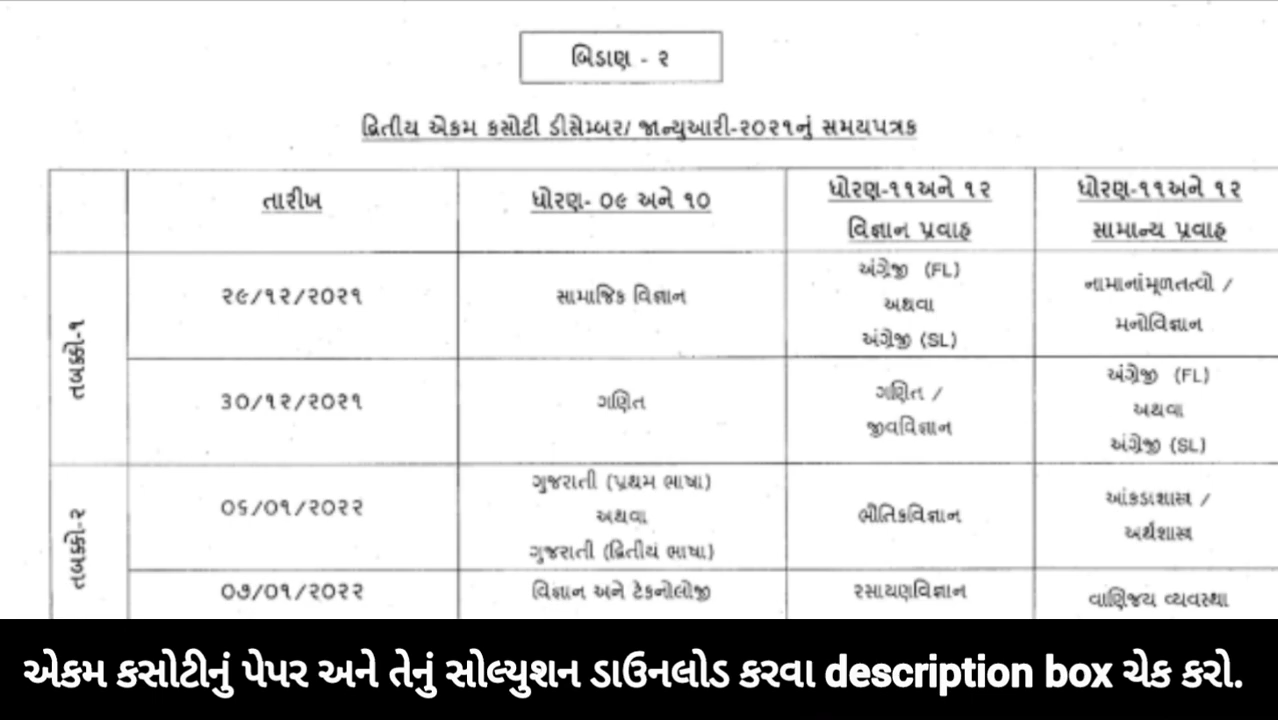 બિડાણ - ૨
દ્વિતીય એકમ કસોટી ડીસેમ્બર/ જાન્યુઆરી-૨૦૨૧નું સમયપત્રક
તારીખ
ધોરણ- ૦૯ અને ૧૦
ધોરણ-૧૧અને ૧૨
વિજ્ઞાન પ્રવાહ
ધોરણ-૧૧અને ૧૨
સામાન્ય પ્રવાહ
તબક્કો-૧
૨૯/૧૨/૨૦૨૧
સામાજિક વિજ્ઞાન
અંગ્રેજી (FL)
અથવા
અંગ્રેજી (SL)
નામાનાંમૂળતત્વો /
મનોવિજ્ઞાન
૩૦/૧૨/૨૦૨૧
ગણિત
ગણિત /
જીવવિજ્ઞાન
અંગ્રેજી (FL)
અથવા
અંગ્રેજી (SL)
તબક્કો-૨
૦૬/૦૧/૨૦૨૨
ગુજરાતી (પ્રથમ ભાષા)
અથવા
ગુજરાતી (દ્વિતીય ભાષા)
ભૌતિકવિજ્ઞાન
આંકડાશાસ્ત્ર /
અર્થશાસ્ત્ર
૦૭/૦૧/૨૦૨૨
વિજ્ઞાન અને ટેકનોલોજી
રસાયણવિજ્ઞાન
વાણિજ્ય વ્યવસ્થા
એકમ કસોટીનું પેપર અને તેનું સોલ્યુશન ડાઉનલોડ કરવા description box ચેક કરો.